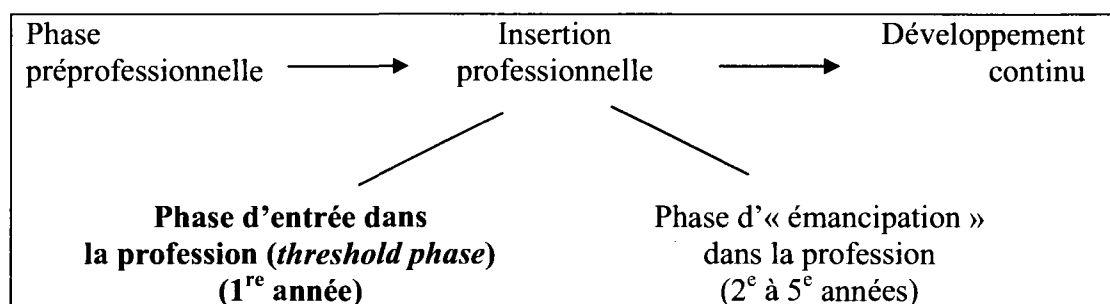 Phase
préprofessionnelle
Insertion
professionnelle
Développement
continu
Phase d'entrée dans
la profession (threshold phase)
(1re année)
Phase d'« émancipation »
dans la profession
(2e à 5e années)